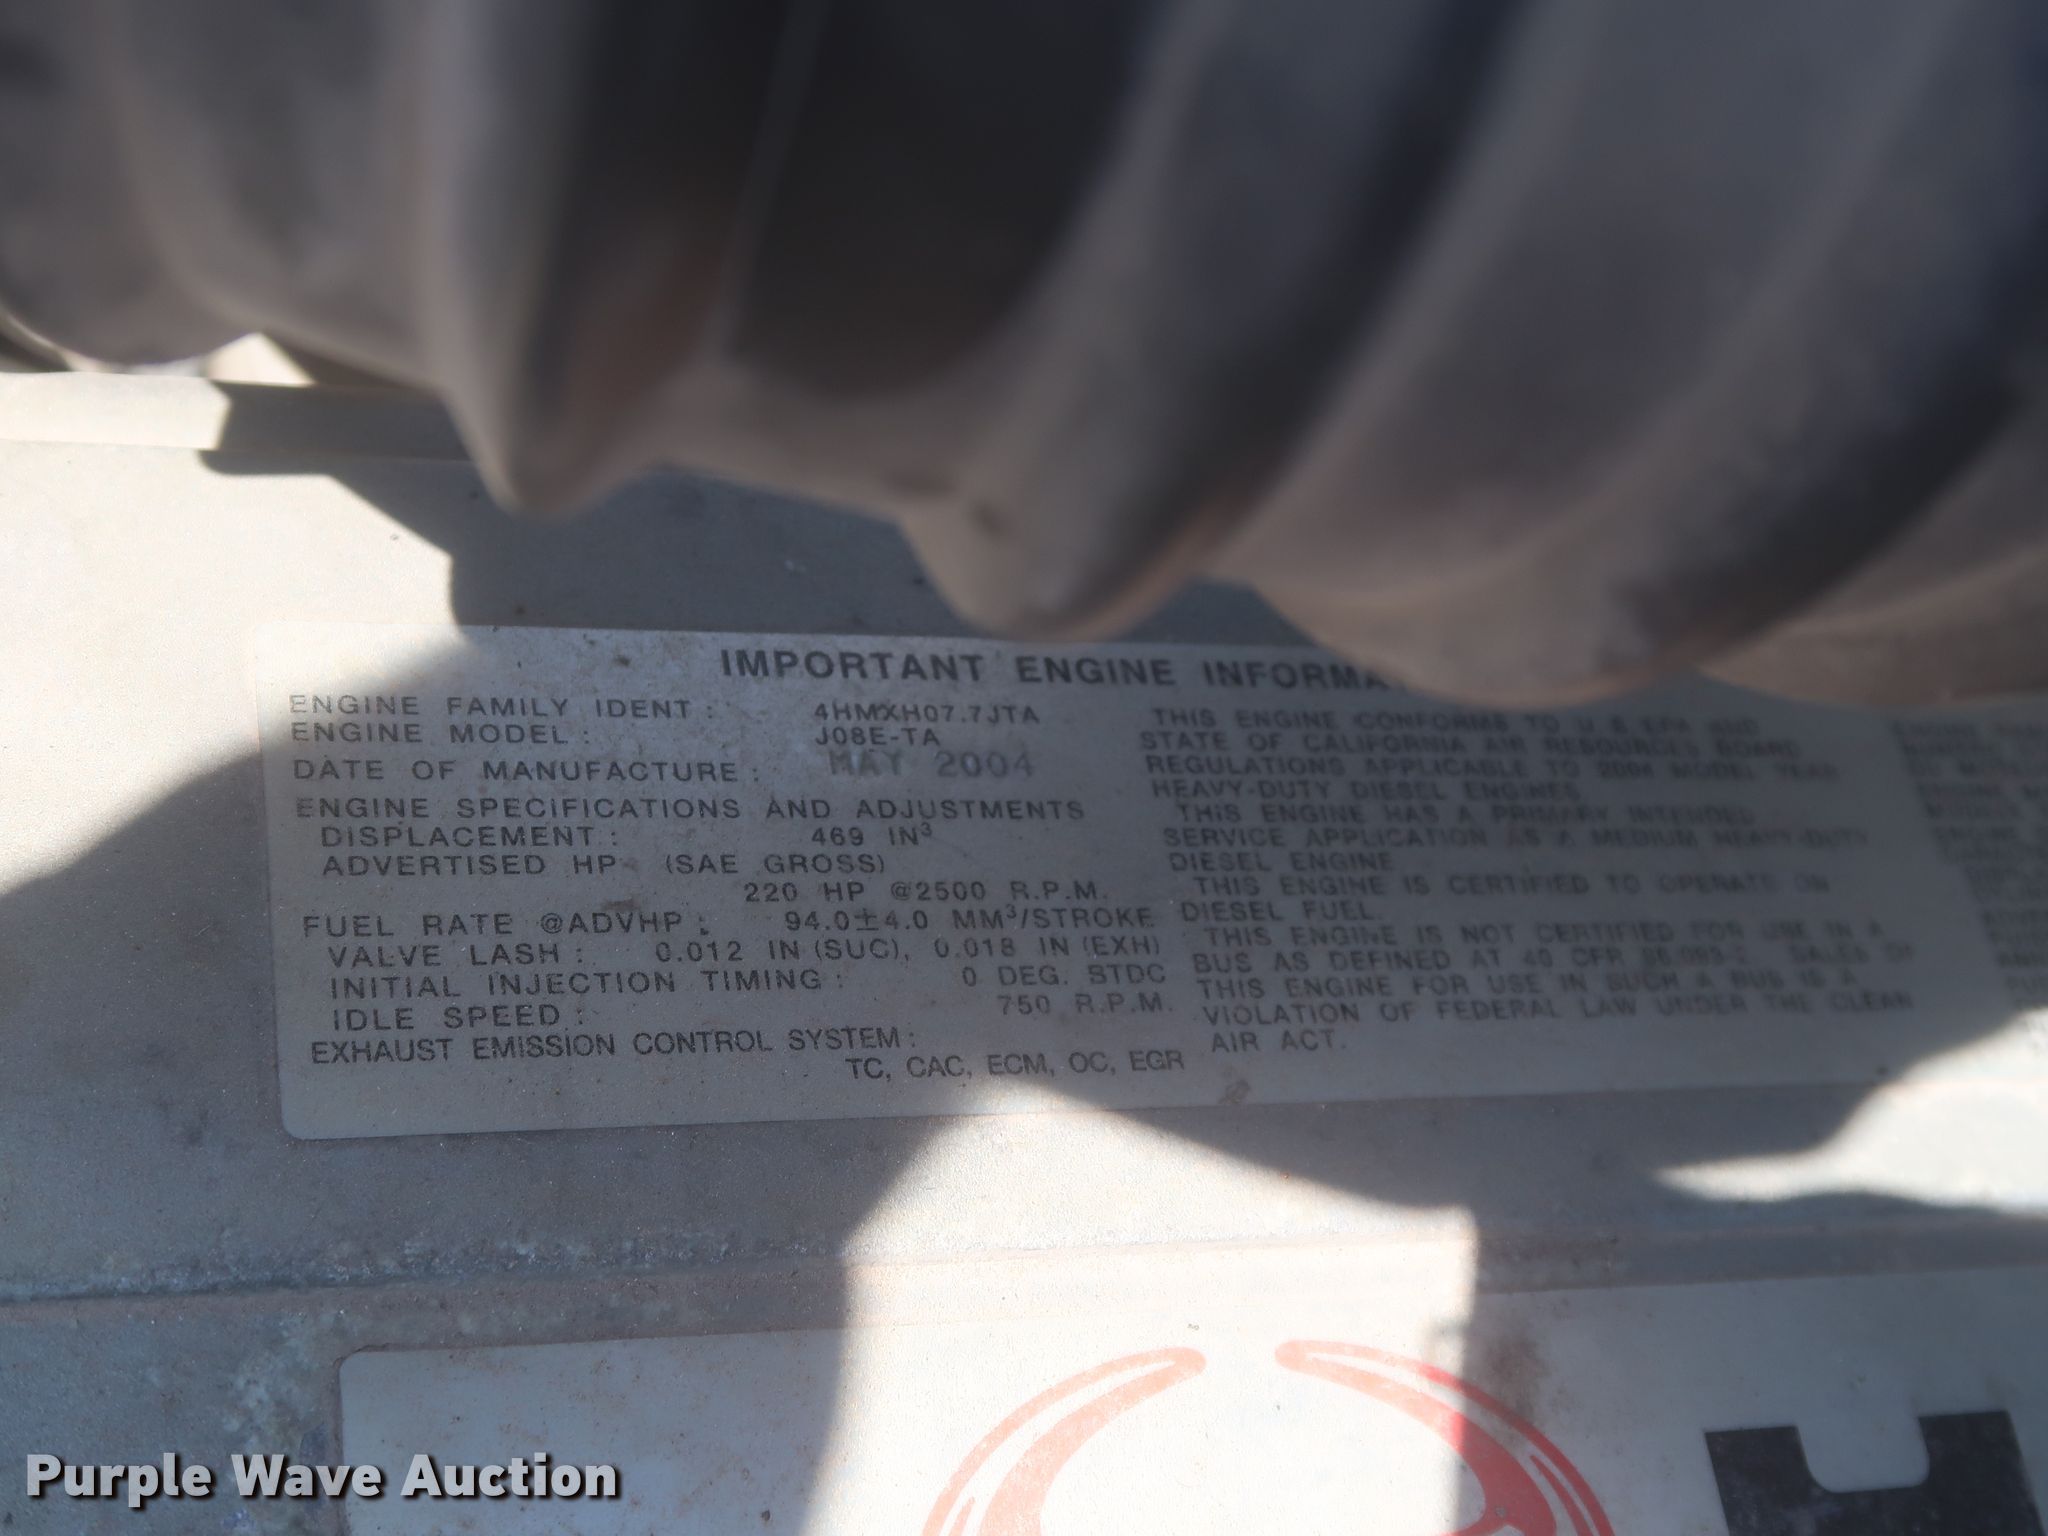 IMPORTANT ENGINE INFORMA
ENGINE FAMILY IDENT : 4HMXH07.7JTA
ENGINE MODEL : J08E-TA
DATE OF MANUFACTURE : MAY 2004
ENGINE SPECIFICATIONS AND ADJUSTMENTS
DISPLACEMENT : 469 IN³
ADVERTISED HP (SAE GROSS)
220 HP @2500 R.P.M.
FUEL RATE @ADVHP : 94.0±4.0 MM³/STROKE
VALVE LASH : 0.012 IN (SUC), 0.018 IN (EXH)
INITIAL INJECTION TIMING : 0 DEG. BTDC
IDLE SPEED : 750 R.P.M.
EXHAUST EMISSION CONTROL SYSTEM :
TC, CAC, ECM, OC, EGR
THIS ENGINE CONFORMS TO U.S EPA AND
STATE OF CALIFORNIA AIR RESOURCES BOARD
REGULATIONS APPLICABLE TO 2004 MODEL YEAR
HEAVY-DUTY DIESEL ENGINES
THIS ENGINE HAS A PRIMARY INTENDED
SERVICE APPLICATION AS A MEDIUM HEAVY-DUTY
DIESEL ENGINE
THIS ENGINE IS CERTIFIED TO OPERATE ON
DIESEL FUEL.
THIS ENGINE IS NOT CERTIFIED FOR USE IN A
BUS AS DEFINED AT 40 CFR 86.093-2. SALES OF
THIS ENGINE FOR USE IN SUCH A BUS IS A
VIOLATION OF FEDERAL LAW UNDER THE CLEAN
AIR ACT.
Purple Wave Auction